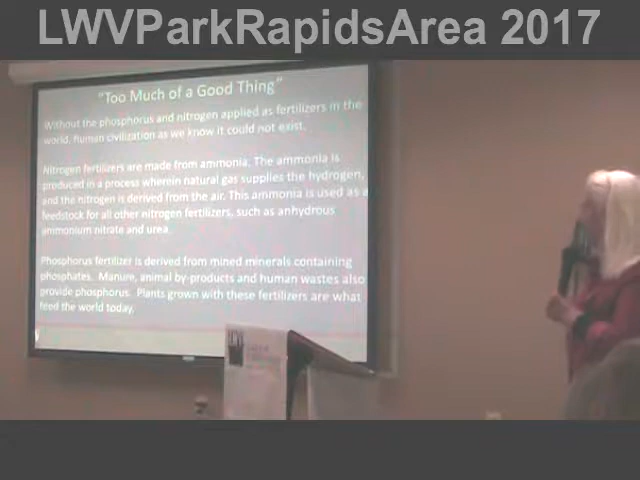 LWVParkRapidsArea 2017
"Too Much of a Good Thing"
Without the phosphorus and nitrogen applied as fertilizers in the
world, human civilization as we know it could not exist.
Nitrogen fertilizers are made from ammonia. The ammonia is
produced in a process wherein natural gas supplies the hydrogen,
and the nitrogen is derived from the air. This ammonia is used as a
feedstock for all other nitrogen fertilizers, such as anhydrous
ammonium nitrate and urea.
Phosphorus fertilizer is derived from mined minerals containing
phosphates. Manure, animal by-products and human wastes also
provide phosphorus. Plants grown with these fertilizers are what
feed the world today.
LWV